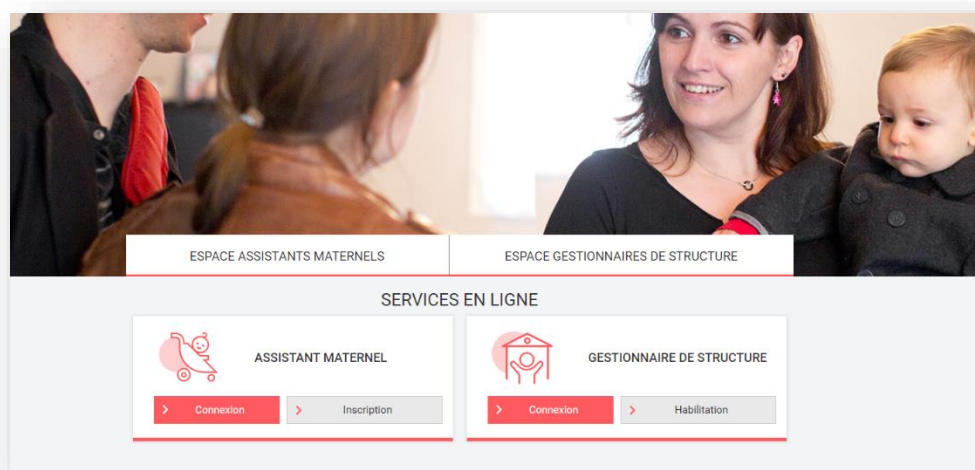 ESPACE ASSISTANTS MATERNELS
ESPACE GESTIONNAIRES DE STRUCTURE
SERVICES EN LIGNE
ASSISTANT MATERNEL
Connexion
Inscription
GESTIONNAIRE DE STRUCTURE
Connexion
Habilitation